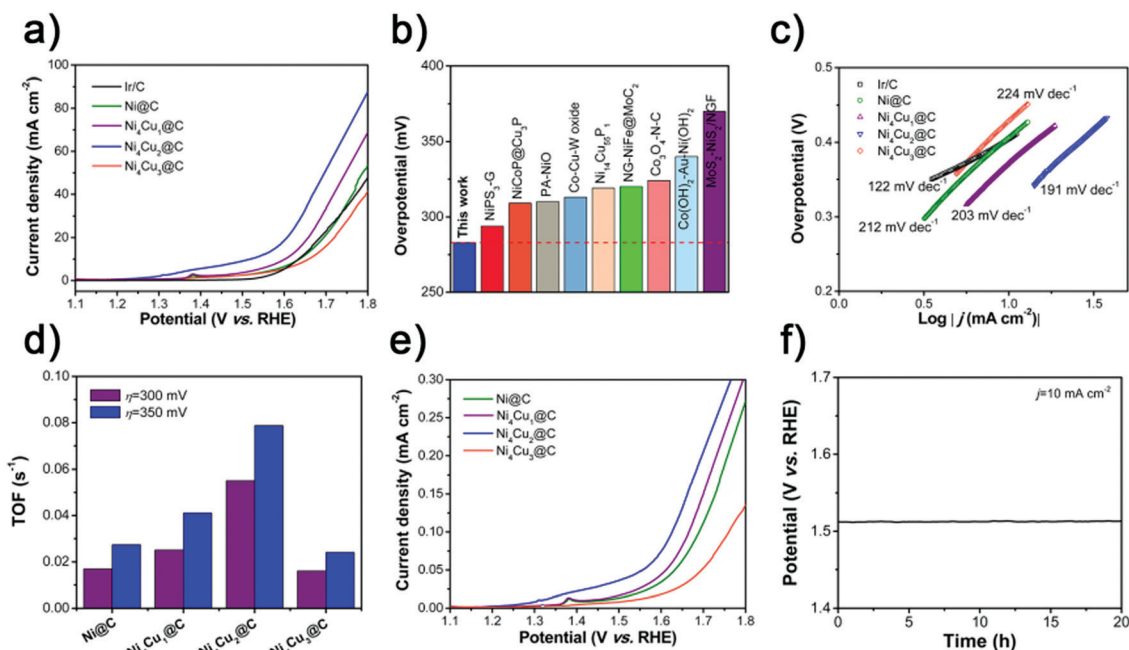 a)
100
80
60
40
20
0
Current density (mA cm⁻²)
Ir/C
Ni@C
Ni₄Cu₁@C
Ni₄Cu₂@C
Ni₄Cu₃@C
1.1 1.2 1.3 1.4 1.5 1.6 1.7 1.8
Potential (V vs. RHE)
b)
400
350
300
250
Overpotential (mV)
This work
NiPS₃-G
NiCoP@Cu₃P
PA-NiO
Co-Cu-W oxide
Ni₁₄Cu₅₅P₁
NG-NiFe@MoC₂
Co₃O₄-N-C
Co(OH)₂-Au-Ni(OH)₂
MoS₂-NiS₂/NGF
c)
0.5
0.4
0.3
0.2
Overpotential (V)
Ir/C
Ni@C
Ni₄Cu₁@C
Ni₄Cu₂@C
Ni₄Cu₃@C
224 mV dec⁻¹
122 mV dec⁻¹
191 mV dec⁻¹
203 mV dec⁻¹
212 mV dec⁻¹
0.0 0.5 1.0 1.5
Log | j (mA cm⁻²)|
d)
0.10
0.08
0.06
0.04
0.02
0.00
TOF (s⁻¹)
η=300 mV
η=350 mV
Ni@C
e)
0.30
0.25
0.20
0.15
0.10
0.05
0.00
Current density (mA cm⁻²)
Ni@C
Ni₄Cu₁@C
Ni₄Cu₂@C
Ni₄Cu₃@C
1.1 1.2 1.3 1.4 1.5 1.6 1.7 1.8
Potential (V vs. RHE)
f)
1.7
1.6
1.5
1.4
Potential (V vs. RHE)
j=10 mA cm⁻²
0 5 10 15 20
Time (h)